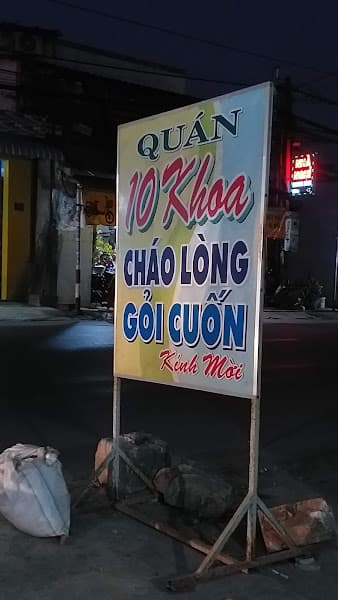 QUÁN
10 Khoa
CHÁO LÒNG
GỎI CUỐN
Kính Mời